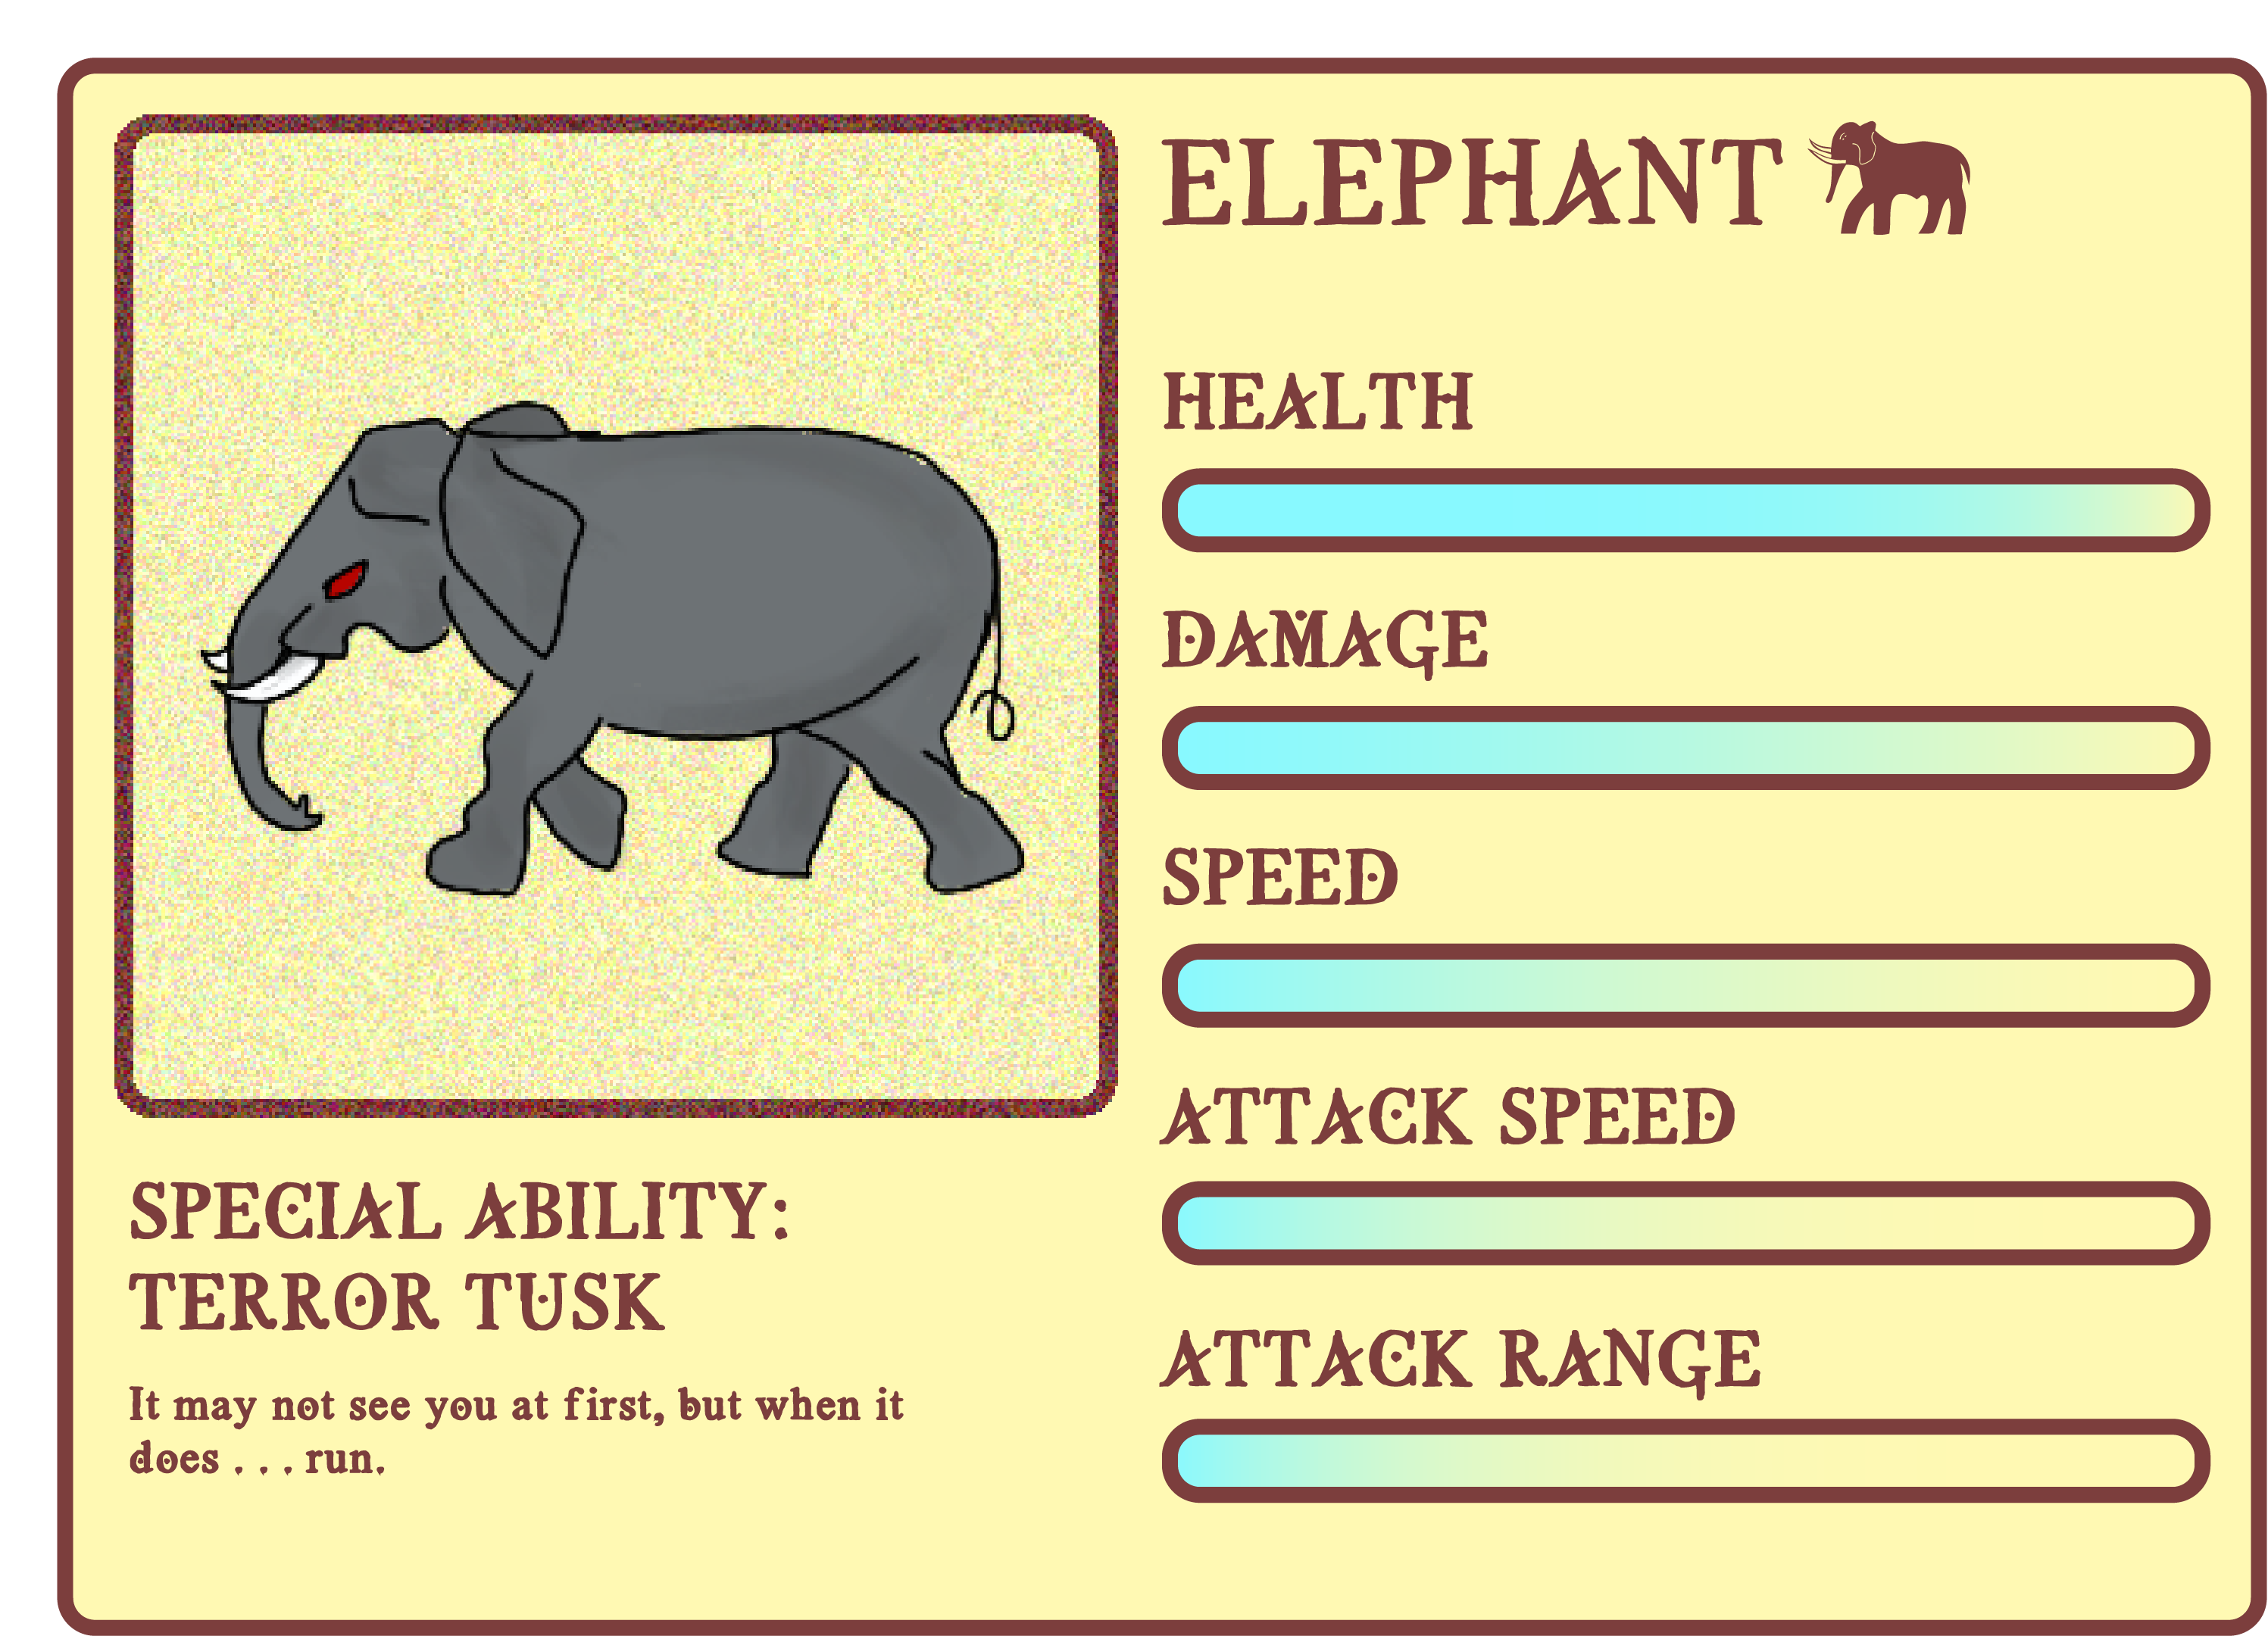 ELEPHANT
HEALTH
DAMAGE
SPEED
ATTACK SPEED
ATTACK RANGE
SPECIAL ABILITY:
TERROR TUSK
It may not see you at first, but when it
does . . . run.